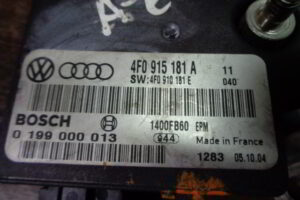 A5-C
4F0 915 181 A 11
SW:4F0 910 181 E 040
BOSCH 1400FB60 EPM
0 199 000 013 944 Made in France
1283 05.10.04